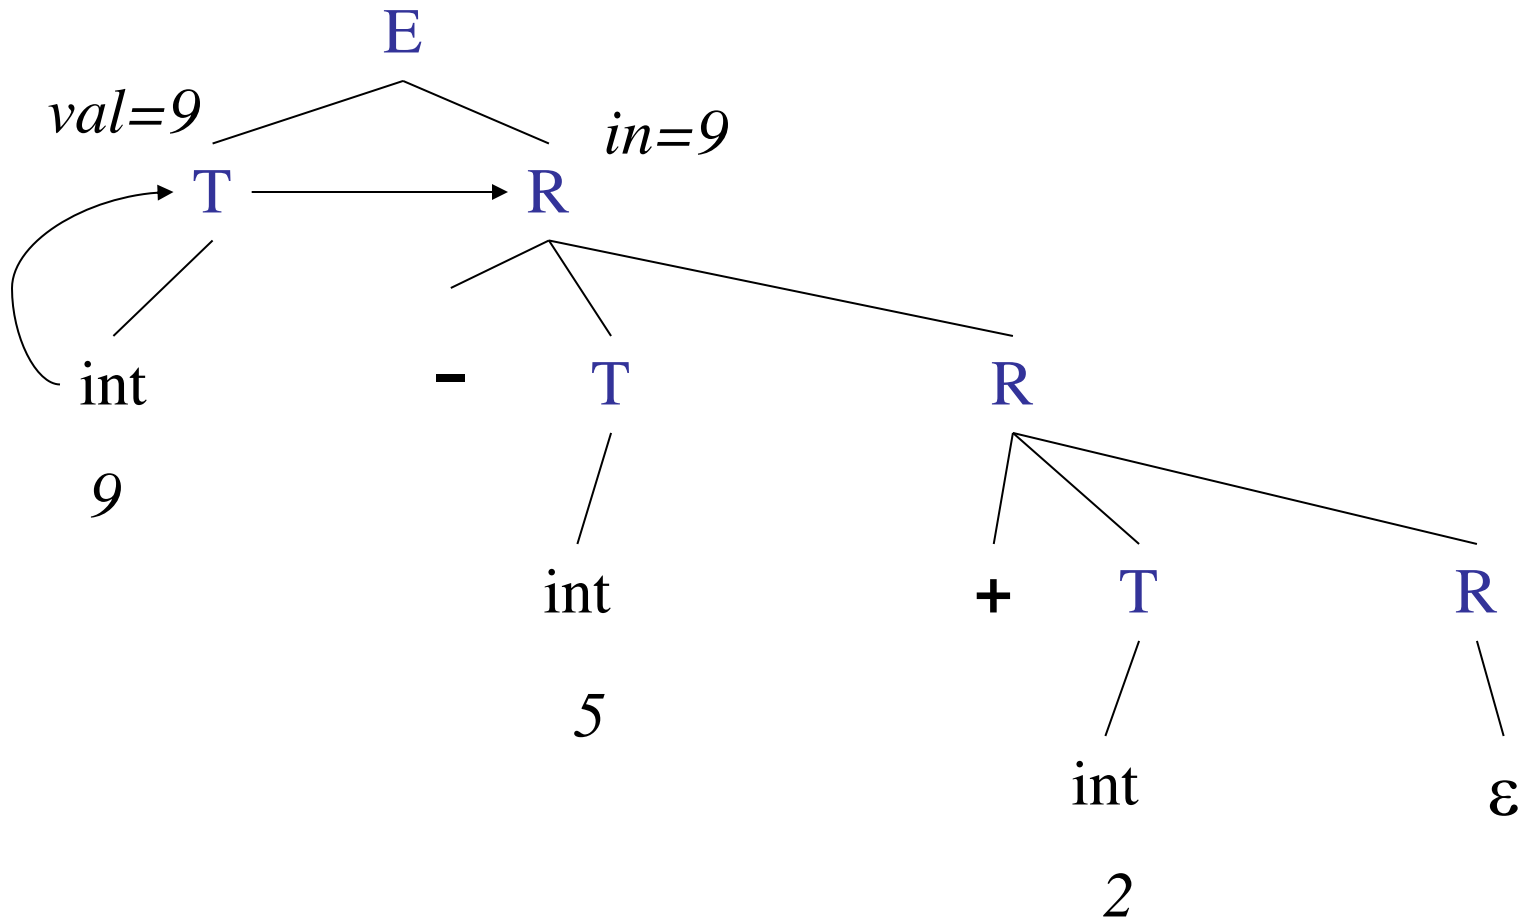 E
val=9
in=9
T R
int - T R
9
int + T R
5
int ε
2